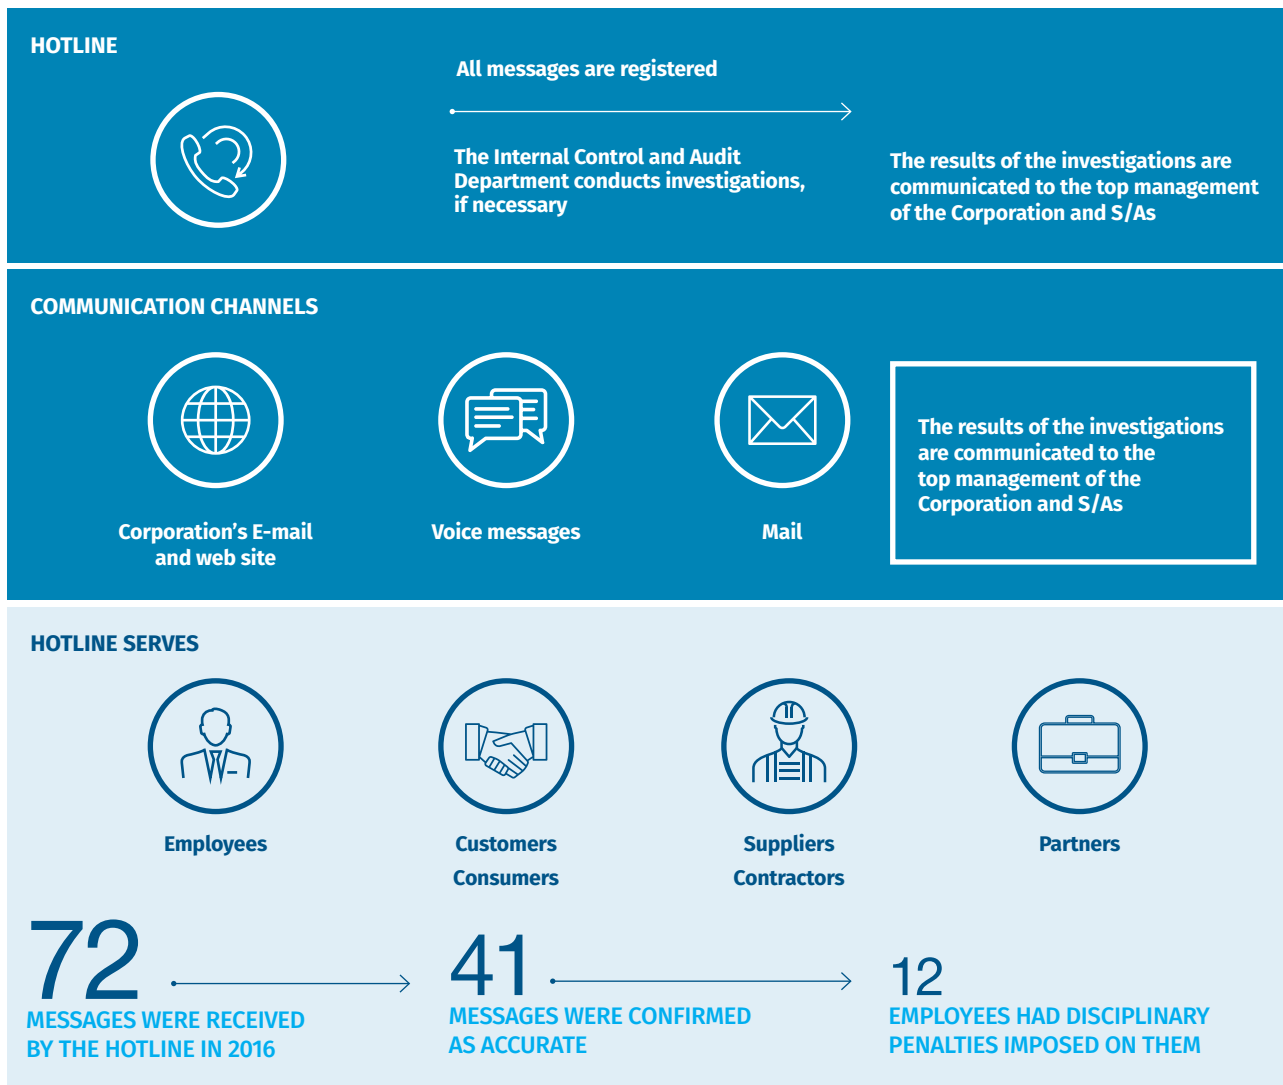 HOTLINE
All messages are registered
The Internal Control and Audit
Department conducts investigations,
if necessary
The results of the investigations are
communicated to the top management
of the Corporation and S/As
COMMUNICATION CHANNELS
Corporation’s E-mail
and web site
Voice messages
Mail
The results of the investigations
are communicated to the
top management of the
Corporation and S/As
HOTLINE SERVES
Employees
Customers
Consumers
Suppliers
Contractors
Partners
72
MESSAGES WERE RECEIVED
BY THE HOTLINE IN 2016
41
MESSAGES WERE CONFIRMED
AS ACCURATE
12
EMPLOYEES HAD DISCIPLINARY
PENALTIES IMPOSED ON THEM